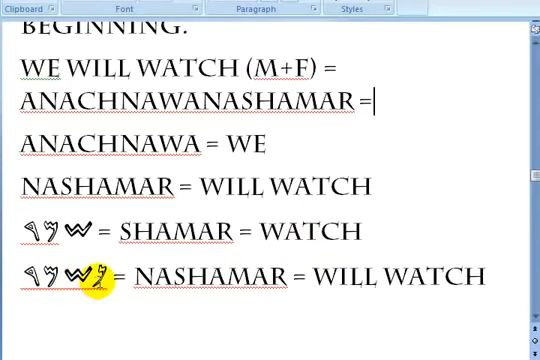 Clipboard Font Paragraph Styles
BEGINNING.
WE WILL WATCH (M+F) =
ANACHNAWANASHAMAR =
ANACHNAWA = WE
NASHAMAR = WILL WATCH
𐤓𐤌𐤔 = SHAMAR = WATCH
= NASHAMAR = WILL WATCH